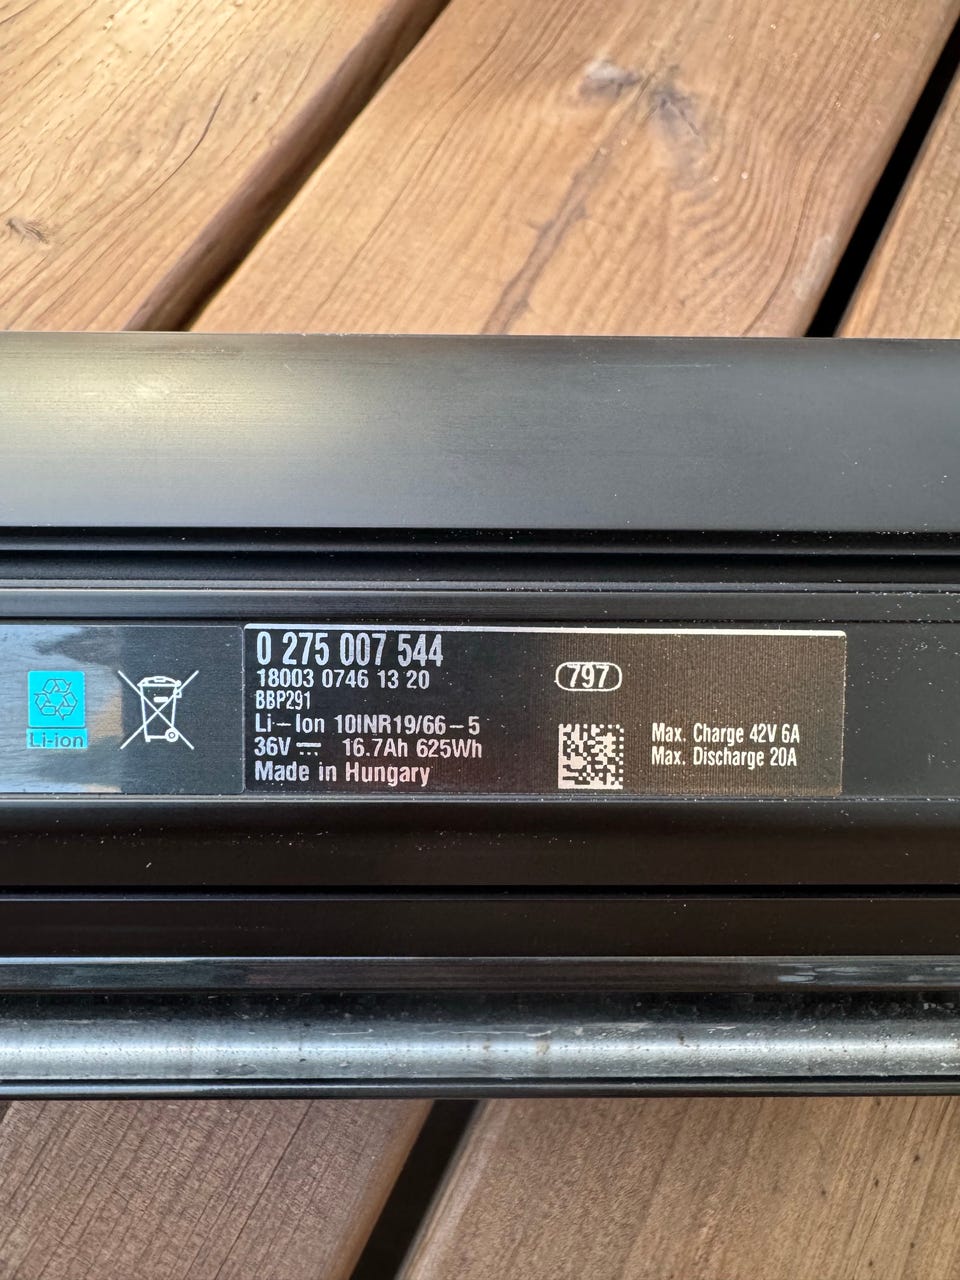 Li-ion
0 275 007 544
18003 0746 13 20
BBP291
Li-Ion 10INR19/66-5
36V ⎓ 16.7Ah 625Wh
Made in Hungary
797
Max. Charge 42V 6A
Max. Discharge 20A